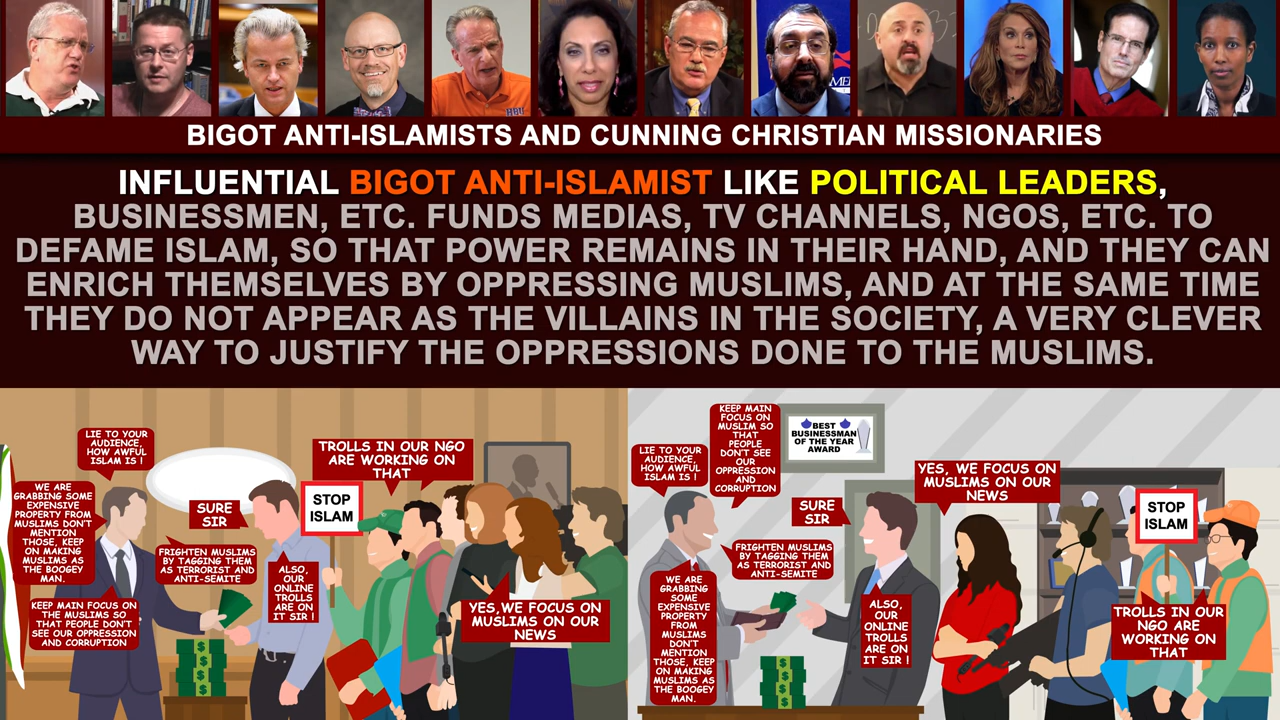 BIGOT ANTI-ISLAMISTS AND CUNNING CHRISTIAN MISSIONARIES
INFLUENTIAL BIGOT ANTI-ISLAMIST LIKE POLITICAL LEADERS,
BUSINESSMEN, ETC. FUNDS MEDIAS, TV CHANNELS, NGOS, ETC. TO
DEFAME ISLAM, SO THAT POWER REMAINS IN THEIR HAND, AND THEY CAN
ENRICH THEMSELVES BY OPPRESSING MUSLIMS, AND AT THE SAME TIME
THEY DO NOT APPEAR AS THE VILLAINS IN THE SOCIETY, A VERY CLEVER
WAY TO JUSTIFY THE OPPRESSIONS DONE TO THE MUSLIMS.
LIE TO YOUR
AUDIENCE,
HOW AWFUL
ISLAM IS !
WE ARE
GRABBING SOME
EXPENSIVE
PROPERTY FROM
MUSLIMS DON'T
MENTION
THOSE, KEEP
ON MAKING
MUSLIMS AS
THE BOOGEY
MAN.
KEEP MAIN FOCUS ON
THE MUSLIMS SO
THAT PEOPLE DON'T
SEE OUR OPPRESSION
AND CORRUPTION
SURE
SIR
FRIGHTEN MUSLIMS
BY TAGGING THEM
AS TERRORIST AND
ANTI-SEMITE
ALSO,
OUR
ONLINE
TROLLS
ARE ON
IT SIR !
TROLLS IN OUR NGO
ARE WORKING ON
THAT
STOP
ISLAM
YES,WE FOCUS ON
MUSLIMS ON OUR
NEWS
LIE TO YOUR
AUDIENCE,
HOW AWFUL
ISLAM IS !
KEEP MAIN
FOCUS ON
MUSLIM SO
THAT
PEOPLE
DON'T SEE
OUR
OPPRESSION
AND
CORRUPTION
BEST
BUSINESSMAN
OF THE YEAR
AWARD
SURE
SIR
FRIGHTEN MUSLIMS
BY TAGGING THEM
AS TERRORIST AND
ANTI-SEMITE
WE ARE
GRABBING
SOME
EXPENSIVE
PROPERTY
FROM
MUSLIMS
DON'T
MENTION
THOSE, KEEP
ON MAKING
MUSLIMS AS
THE BOOGEY
MAN.
ALSO,
OUR
ONLINE
TROLLS
ARE ON
IT SIR !
YES, WE FOCUS ON
MUSLIMS ON OUR
NEWS
STOP
ISLAM
TROLLS IN OUR
NGO ARE
WORKING ON
THAT